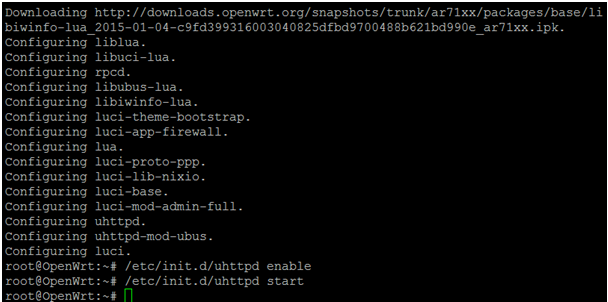 Downloading http://downloads.openwrt.org/snapshots/trunk/ar71xx/packages/base/li
biwinfo-lua_2015-01-04-c9fd399316003040825dfbd9700488b621bd990e_ar71xx.ipk.
Configuring liblua.
Configuring libuci-lua.
Configuring rpcd.
Configuring libubus-lua.
Configuring libiwinfo-lua.
Configuring luci-theme-bootstrap.
Configuring luci-app-firewall.
Configuring lua.
Configuring luci-proto-ppp.
Configuring luci-lib-nixio.
Configuring luci-base.
Configuring luci-mod-admin-full.
Configuring uhttpd.
Configuring uhttpd-mod-ubus.
Configuring luci.
root@OpenWrt:~# /etc/init.d/uhttpd enable
root@OpenWrt:~# /etc/init.d/uhttpd start
root@OpenWrt:~#